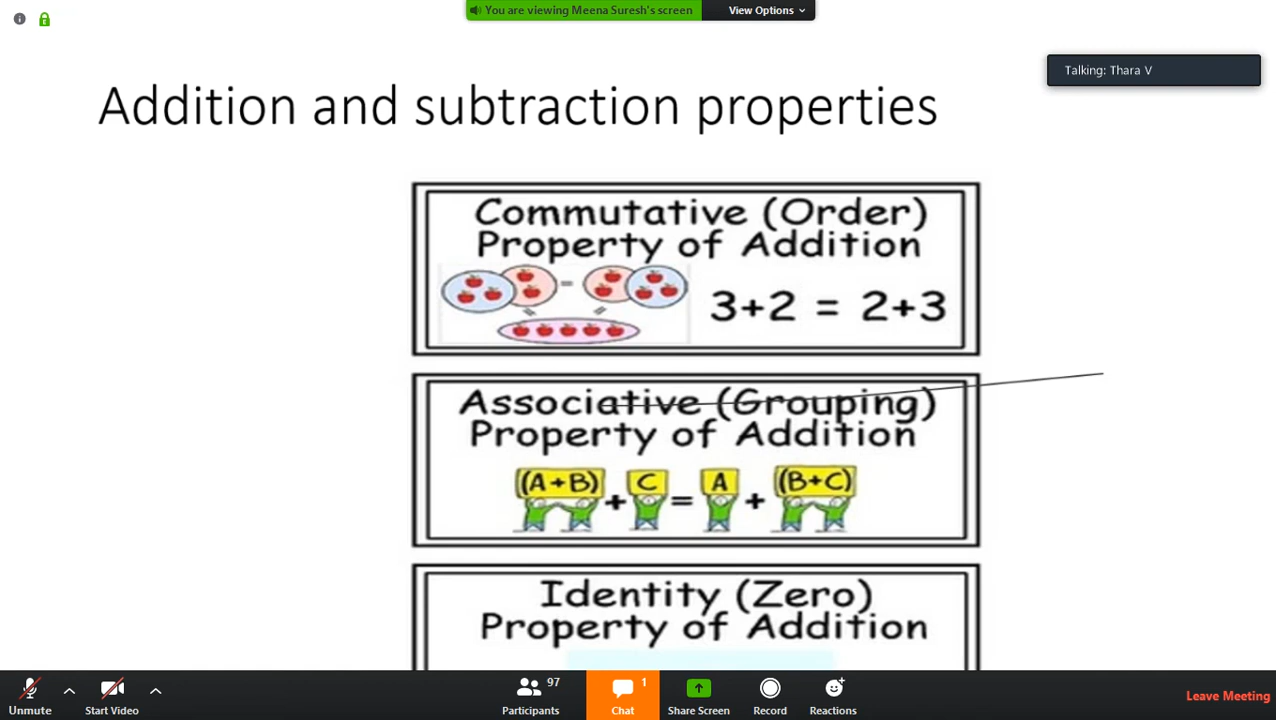 You are viewing Meena Suresh's screen
View Options
Talking: Thara V
Addition and subtraction properties
Commutative (Order)
Property of Addition
3+2 = 2+3
Associative (Grouping)
Property of Addition
(A+B) + C = A + (B+C)
Identity (Zero)
Property of Addition
Unmute
Start Video
97
Participants
1
Chat
Share Screen
Record
Reactions
Leave Meeting